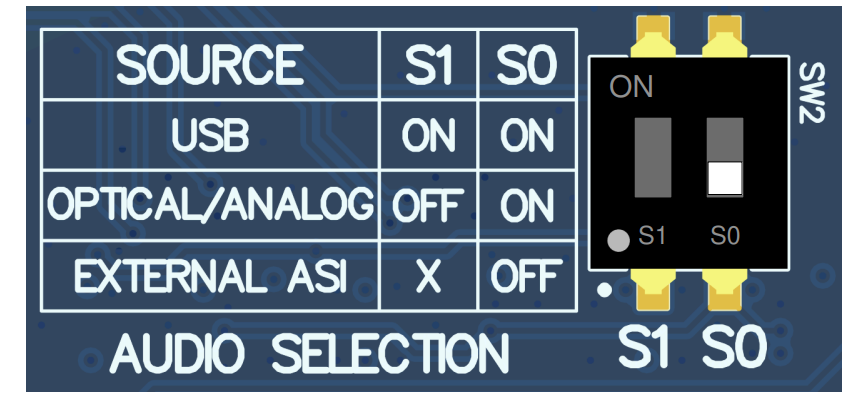 SOURCE S1 S0
USB ON ON
OPTICAL/ANALOG OFF ON
EXTERNAL ASI X OFF
AUDIO SELECTION
ON
S1 S0
S1 S0
SW2